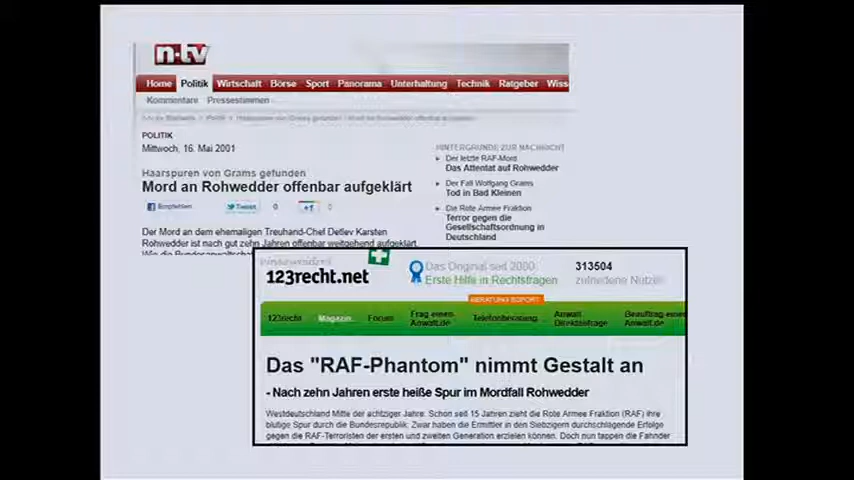 n-tv
Home Politik Wirtschaft Börse Sport Panorama Unterhaltung Technik Ratgeber Wiss
Kommentare Pressestimmen
POLITIK
Mittwoch, 16. Mai 2001
Haarspuren von Grams gefunden
Mord an Rohwedder offenbar aufgeklärt
Empfehlen Tweet 0 +1 0
Der Mord an dem ehemaligen Treuhand-Chef Detlev Karsten
Rohwedder ist nach gut zehn Jahren offenbar weitgehend aufgeklärt.
HINTERGRÜNDE ZUR NACHRICHT
Der letzte RAF-Mord
Das Attentat auf Rohwedder
Der Fall Wolfgang Grams
Tod in Bad Kleinen
Die Rote Armee Fraktion
Terror gegen die
Gesellschaftsordnung in
Deutschland
123recht.net
Das Original seit 2000.
Erste Hilfe in Rechtsfragen
313504
zufriedene Nutzer
BERATUNG SOFORT
123recht Magazin Forum Frag einen Anwalt.de Telefonberatung Anwalt Direktanfrage Beauftrag einen Anwalt.de
Das "RAF-Phantom" nimmt Gestalt an
- Nach zehn Jahren erste heiße Spur im Mordfall Rohwedder
Westdeutschland Mitte der achtziger Jahre: Schon seit 15 Jahren zieht die Rote Armee Fraktion (RAF) ihre
blutige Spur durch die Bundesrepublik. Zwar haben die Ermittler in den Siebzigern durchschlagende Erfolge
gegen die RAF-Terroristen der ersten und zweiten Generation erzielen können. Doch nun tappen die Fahnder